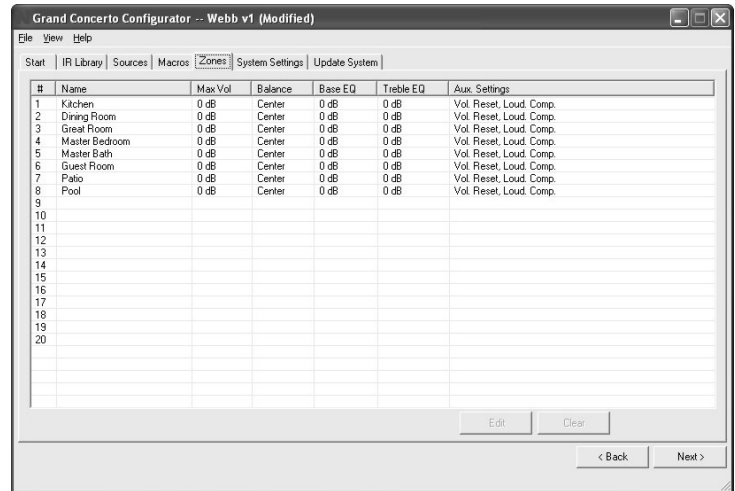 Grand Concerto Configurator -- Webb v1 (Modified)
File View Help
Start IR Library Sources Macros Zones System Settings Update System
# Name Max Vol Balance Base EQ Treble EQ Aux. Settings
1 Kitchen 0 dB Center 0 dB 0 dB Vol. Reset, Loud. Comp.
2 Dining Room 0 dB Center 0 dB 0 dB Vol. Reset, Loud. Comp.
3 Great Room 0 dB Center 0 dB 0 dB Vol. Reset, Loud. Comp.
4 Master Bedroom 0 dB Center 0 dB 0 dB Vol. Reset, Loud. Comp.
5 Master Bath 0 dB Center 0 dB 0 dB Vol. Reset, Loud. Comp.
6 Guest Room 0 dB Center 0 dB 0 dB Vol. Reset, Loud. Comp.
7 Patio 0 dB Center 0 dB 0 dB Vol. Reset, Loud. Comp.
8 Pool 0 dB Center 0 dB 0 dB Vol. Reset, Loud. Comp.
9
10
11
12
13
14
15
16
17
18
19
20
Edit Clear
< Back Next >